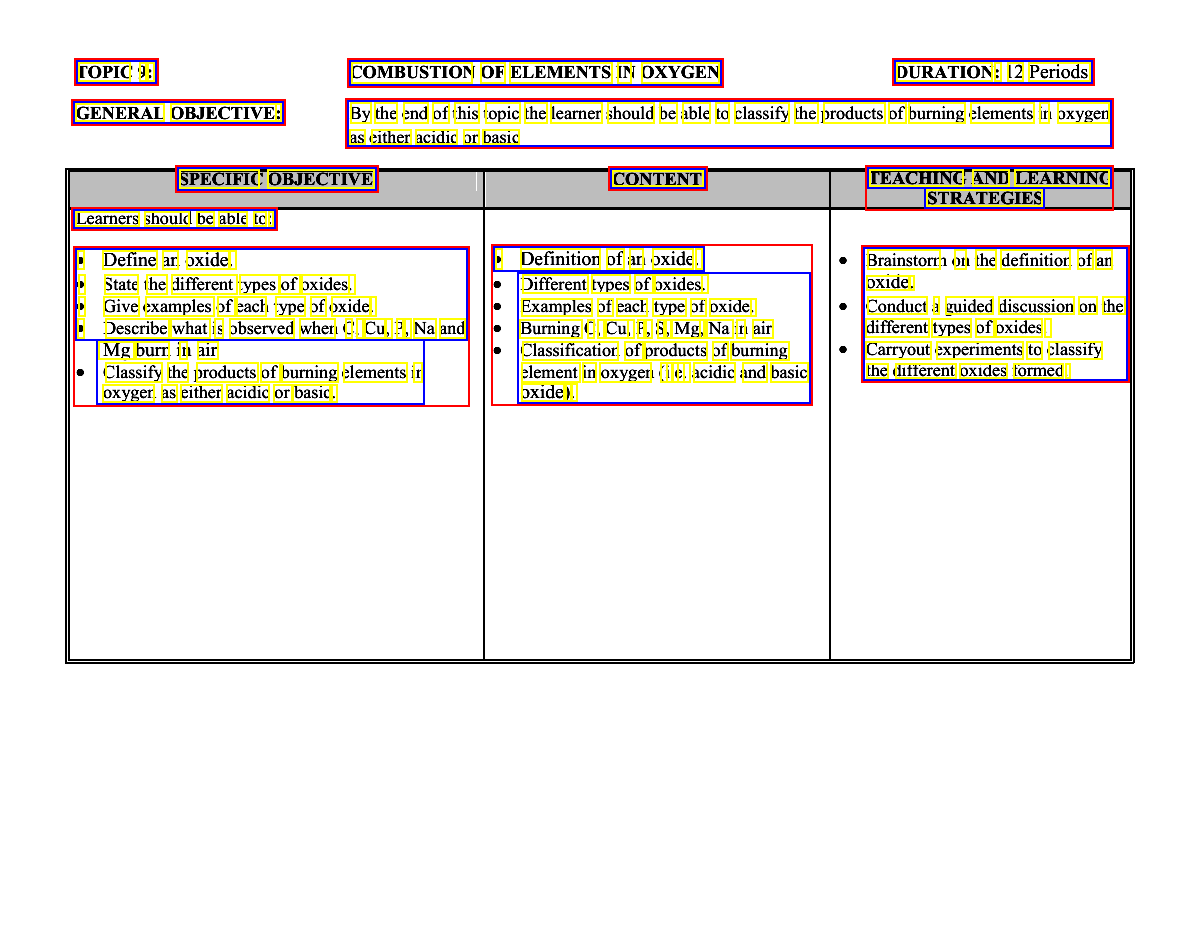 TOPIC 9: COMBUSTION OF ELEMENTS IN OXYGEN DURATION: 12 Periods
GENERAL OBJECTIVE: By the end of this topic the learner should be able to classify the products of burning elements in oxygen
as either acidic or basic
SPECIFIC OBJECTIVE
Learners should be able to:
• Define an oxide.
• State the different types of oxides.
• Give examples of each type of oxide.
• Describe what is observed when C, Cu, P, Na and
Mg burn in air
• Classify the products of burning elements in
oxygen as either acidic or basic.
CONTENT
• Definition of an oxide.
• Different types of oxides.
• Examples of each type of oxide.
• Burning C, Cu, P, S, Mg, Na in air
• Classification of products of burning
element in oxygen (i.e. acidic and basic
oxide).
TEACHING AND LEARNING
STRATEGIES
• Brainstorm on the definition of an
oxide.
• Conduct a guided discussion on the
different types of oxides
• Carryout experiments to classify
the different oxides formed